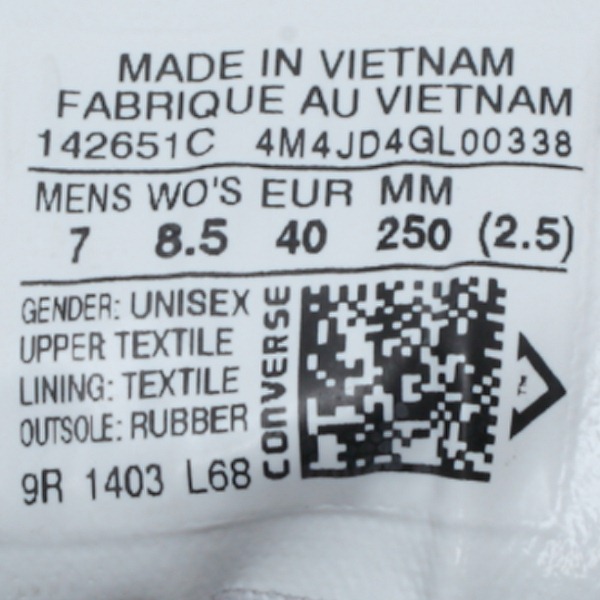 MADE IN VIETNAM
FABRIQUE AU VIETNAM
142651C 4M4JD4GL00338
MENS WO'S EUR MM
7 8.5 40 250 (2.5)
GENDER: UNISEX
UPPER TEXTILE
LINING: TEXTILE
OUTSOLE: RUBBER
9R 1403 L68
CONVERSE